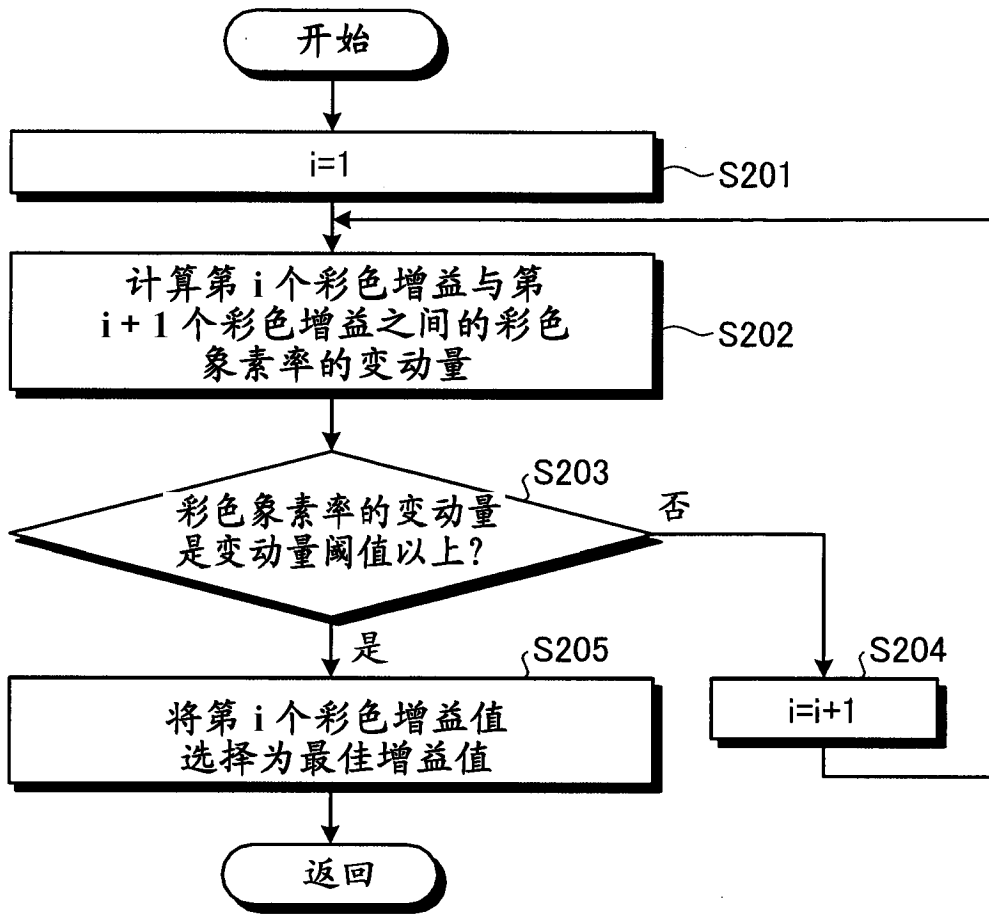 开始
i=1
S201
计算第 i 个彩色增益与第
i + 1 个彩色增益之间的彩色
象素率的变动量
S202
S203
彩色象素率的变动量
是变动量阈值以上?
否
是
S205
S204
将第 i 个彩色增益值
选择为最佳增益值
i=i+1
返回